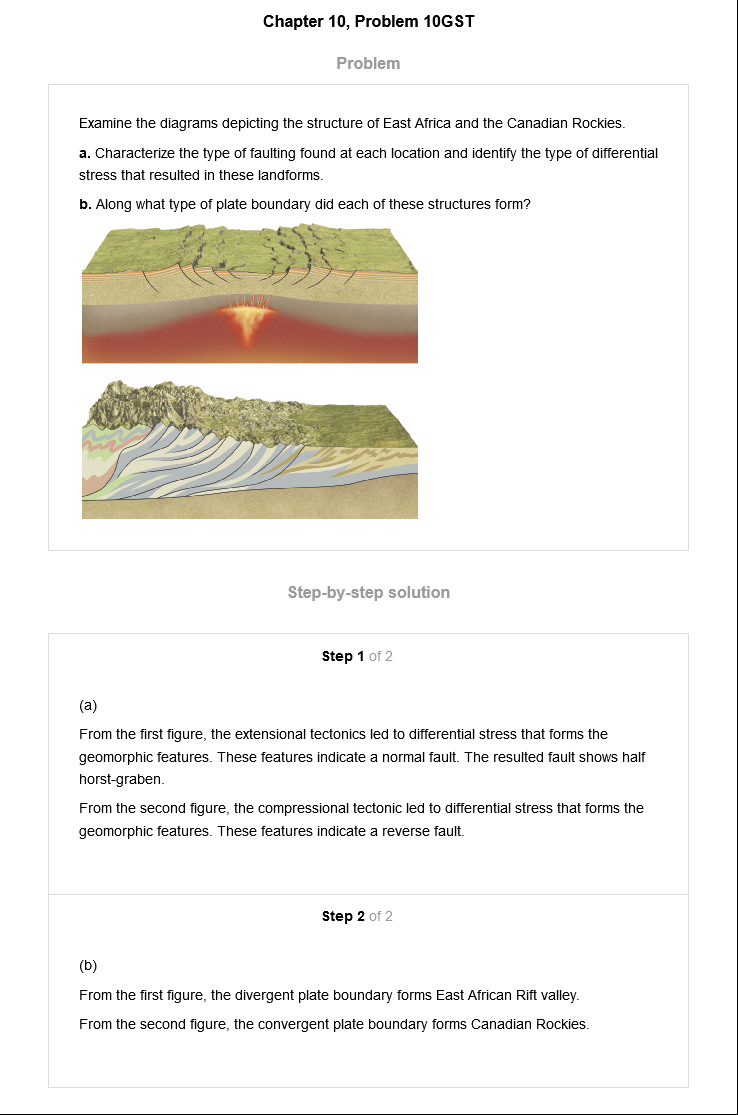 Chapter 10, Problem 10GST
Problem
Examine the diagrams depicting the structure of East Africa and the Canadian Rockies.
a. Characterize the type of faulting found at each location and identify the type of differential
stress that resulted in these landforms.
b. Along what type of plate boundary did each of these structures form?
Step-by-step solution
Step 1 of 2
(a)
From the first figure, the extensional tectonics led to differential stress that forms the
geomorphic features. These features indicate a normal fault. The resulted fault shows half
horst-graben.
From the second figure, the compressional tectonic led to differential stress that forms the
geomorphic features. These features indicate a reverse fault.
Step 2 of 2
(b)
From the first figure, the divergent plate boundary forms East African Rift valley.
From the second figure, the convergent plate boundary forms Canadian Rockies.